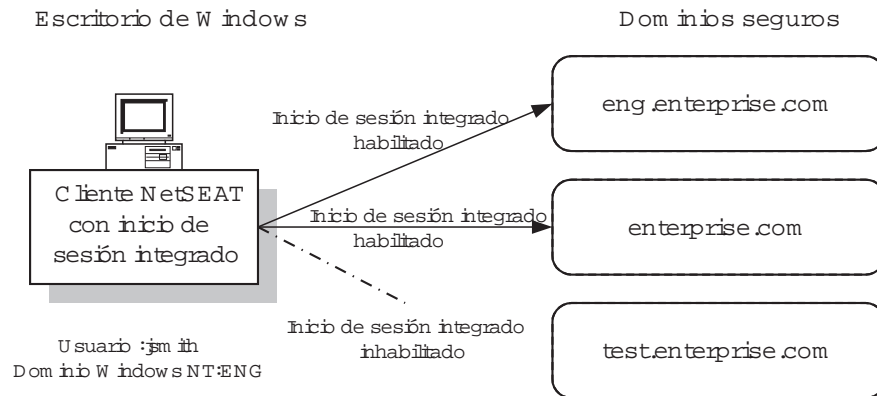 Escritorio de Windows
Dominios seguros
Inicio de sesión integrado
habilitado
eng.enterprise.com
Cliente NetSEAT
con inicio de
sesión integrado
Inicio de sesión integrado
habilitado
enterprise.com
Inicio de sesión integrado
inhabilitado
test.enterprise.com
Usuario:jsmith
Dominio Windows NT:ENG